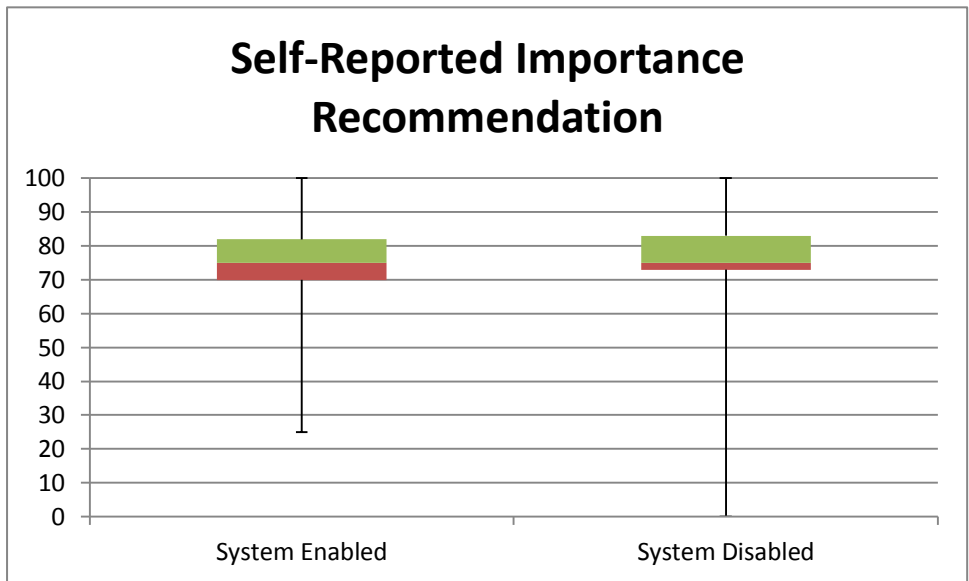 Self-Reported Importance
Recommendation
100
90
80
70
60
50
40
30
20
10
0
System Enabled
System Disabled